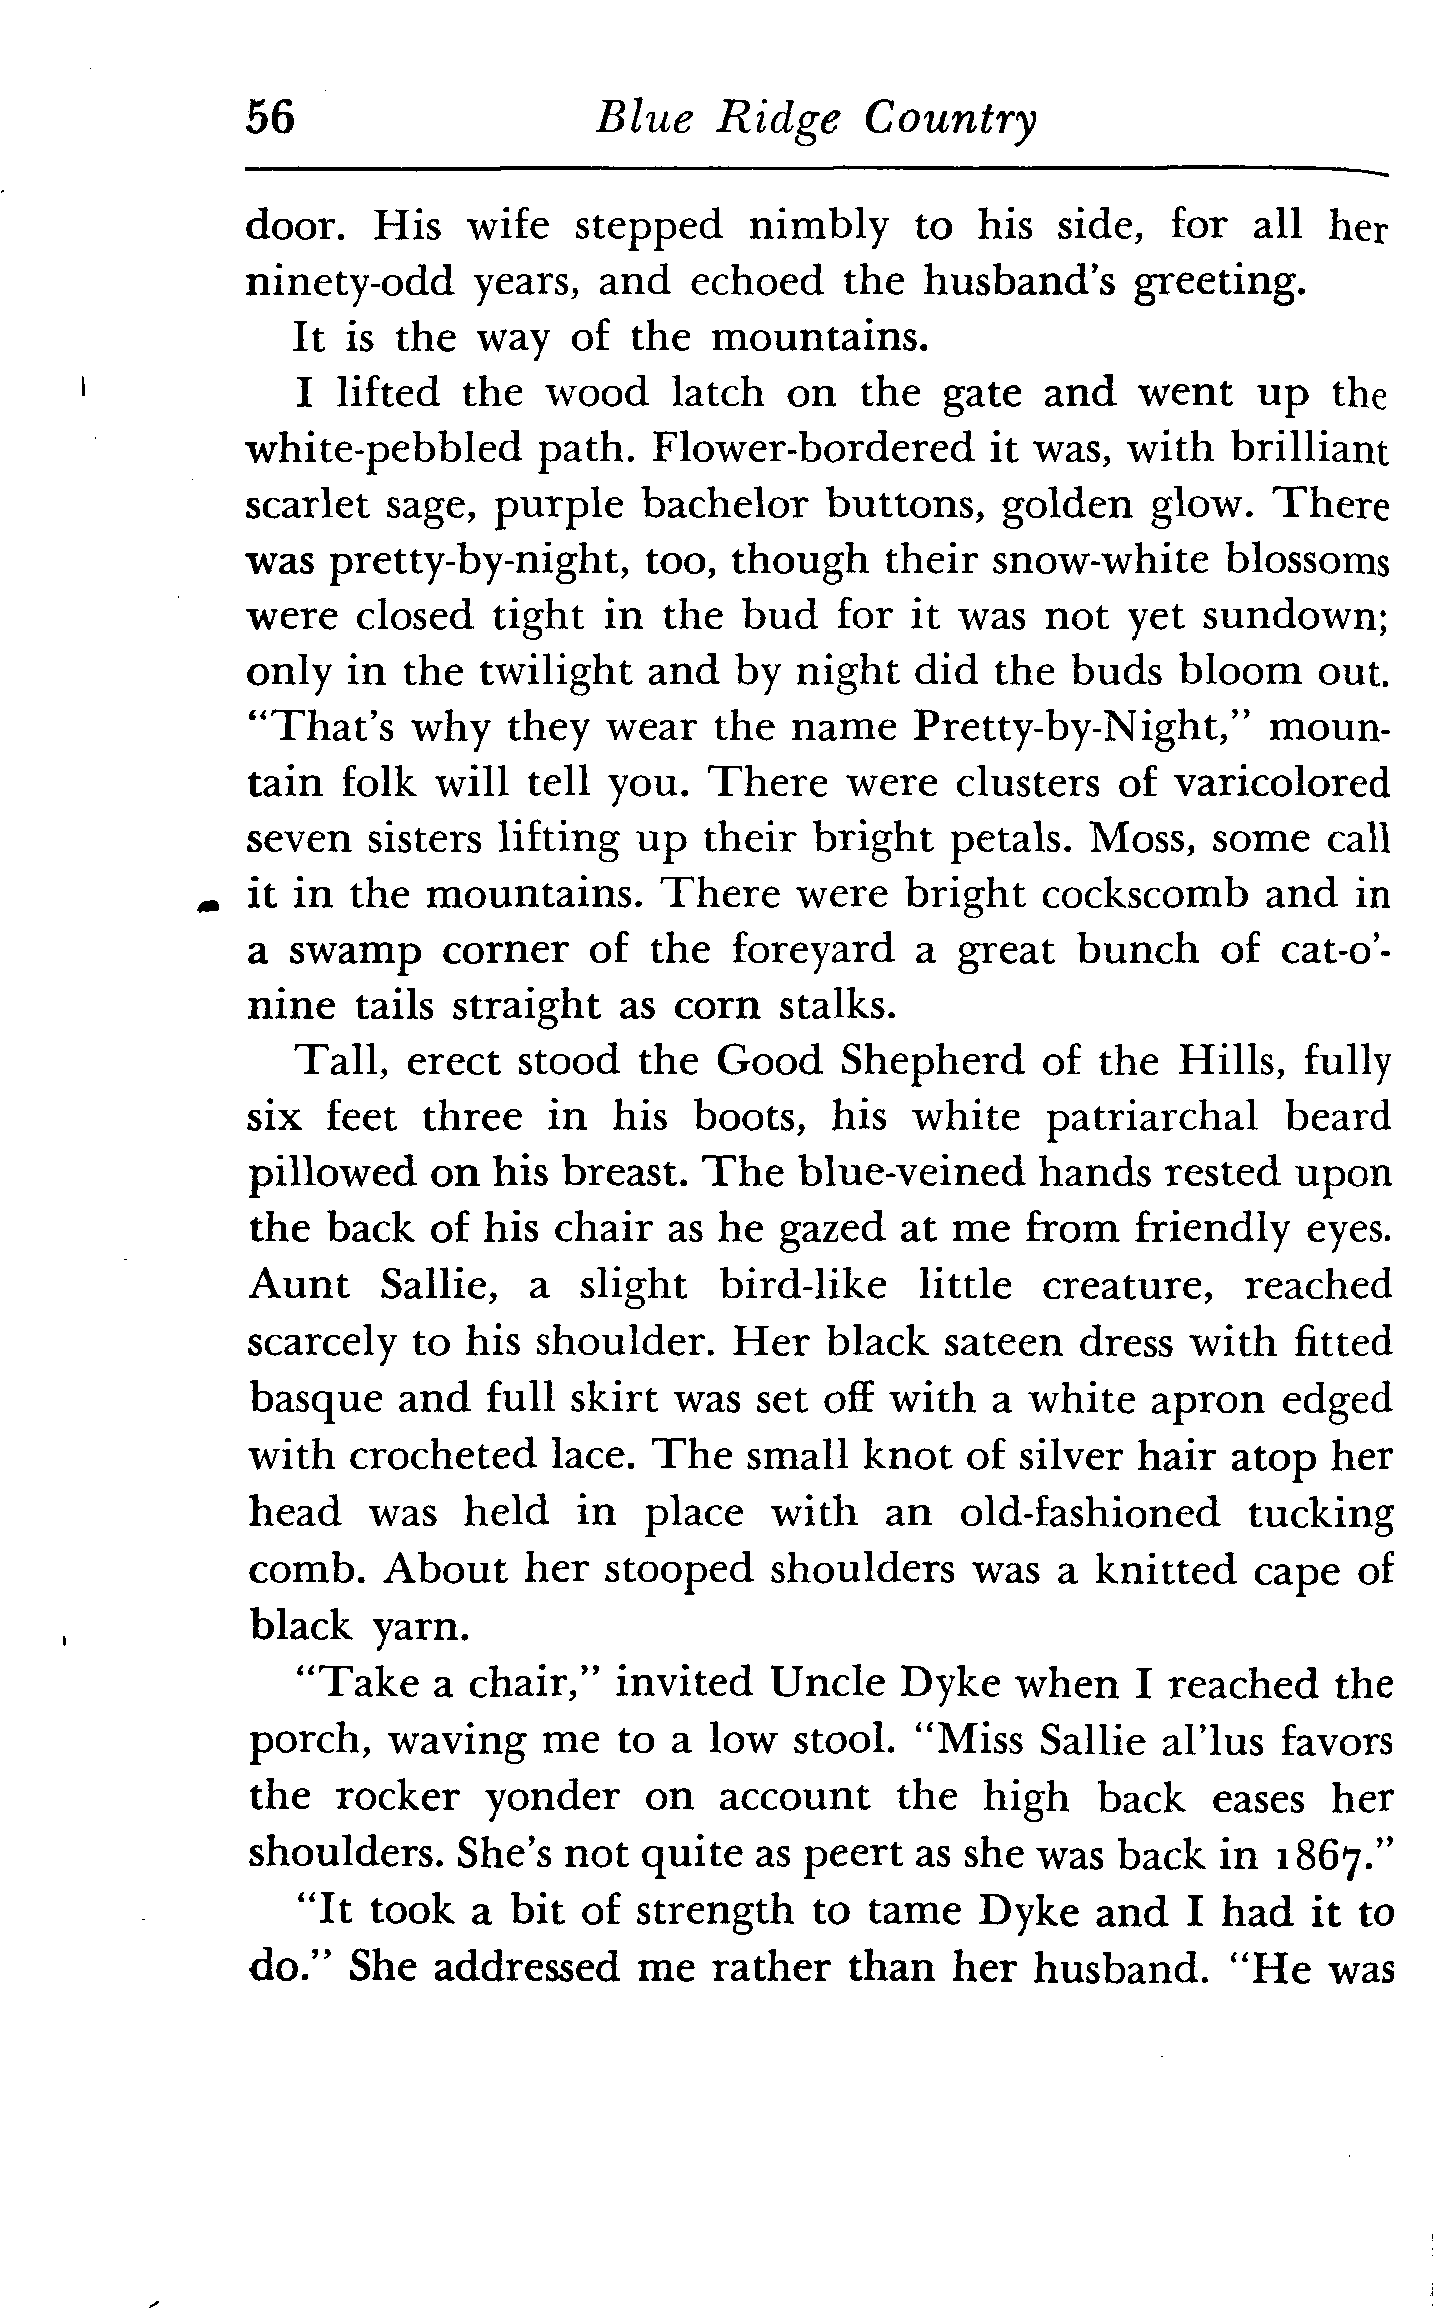 56 Blue Ridge Country
door. His wife stepped nimbly to his side, for all her
ninety-odd years, and echoed the husband's greeting.
It is the way of the mountains.
I lifted the wood latch on the gate and went up the
white-pebbled path. Flower-bordered it was, with brilliant
scarlet sage, purple bachelor buttons, golden glow. There
was pretty-by-night, too, though their snow-white blossoms
were closed tight in the bud for it was not yet sundown;
only in the twilight and by night did the buds bloom out.
"That's why they wear the name Pretty-by-Night," moun-
tain folk will tell you. There were clusters of varicolored
seven sisters lifting up their bright petals. Moss, some call
it in the mountains. There were bright cockscomb and in
a swamp corner of the foreyard a great bunch of cat-o'-
nine tails straight as corn stalks.
Tall, erect stood the Good Shepherd of the Hills, fully
six feet three in his boots, his white patriarchal beard
pillowed on his breast. The blue-veined hands rested upon
the back of his chair as he gazed at me from friendly eyes.
Aunt Sallie, a slight bird-like little creature, reached
scarcely to his shoulder. Her black sateen dress with fitted
basque and full skirt was set off with a white apron edged
with crocheted lace. The small knot of silver hair atop her
head was held in place with an old-fashioned tucking
comb. About her stooped shoulders was a knitted cape of
black yarn.
"Take a chair," invited Uncle Dyke when I reached the
porch, waving me to a low stool. "Miss Sallie al'lus favors
the rocker yonder on account the high back eases her
shoulders. She's not quite as peert as she was back in 1867."
"It took a bit of strength to tame Dyke and I had it to
do." She addressed me rather than her husband. "He was